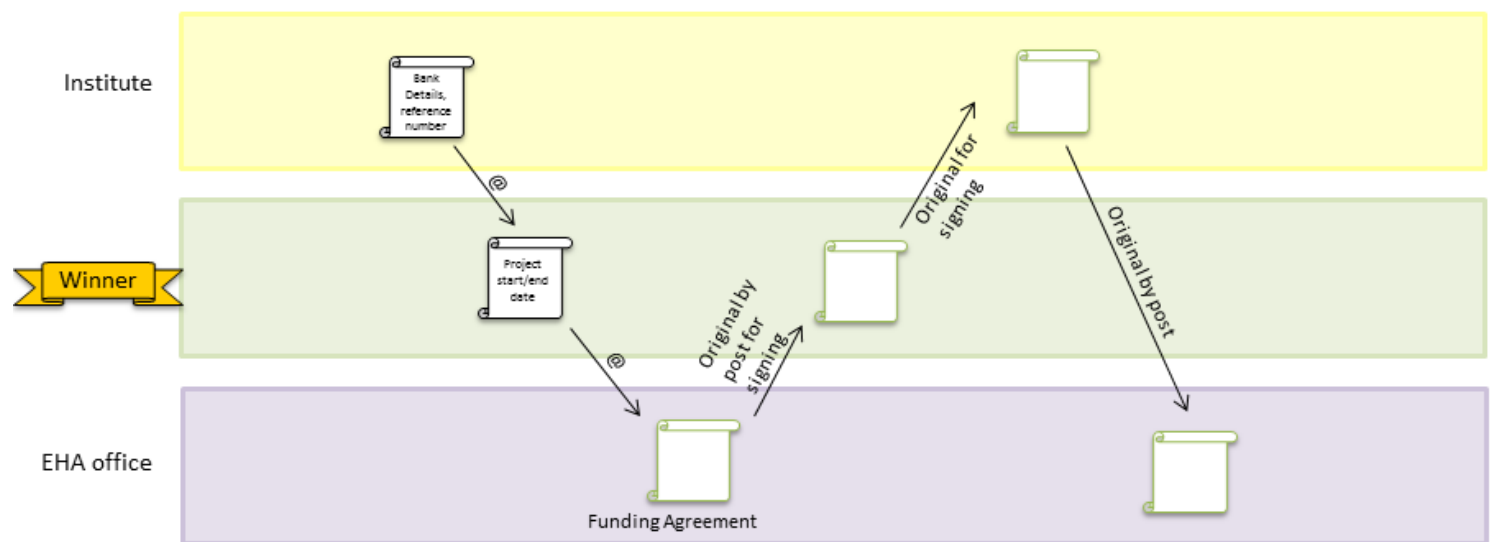 Institute
Bank
Details,
reference
number
@
Original for
signing
Original by post
Winner
Project
start/end
date
@
Original by
post for
signing
EHA office
Funding Agreement